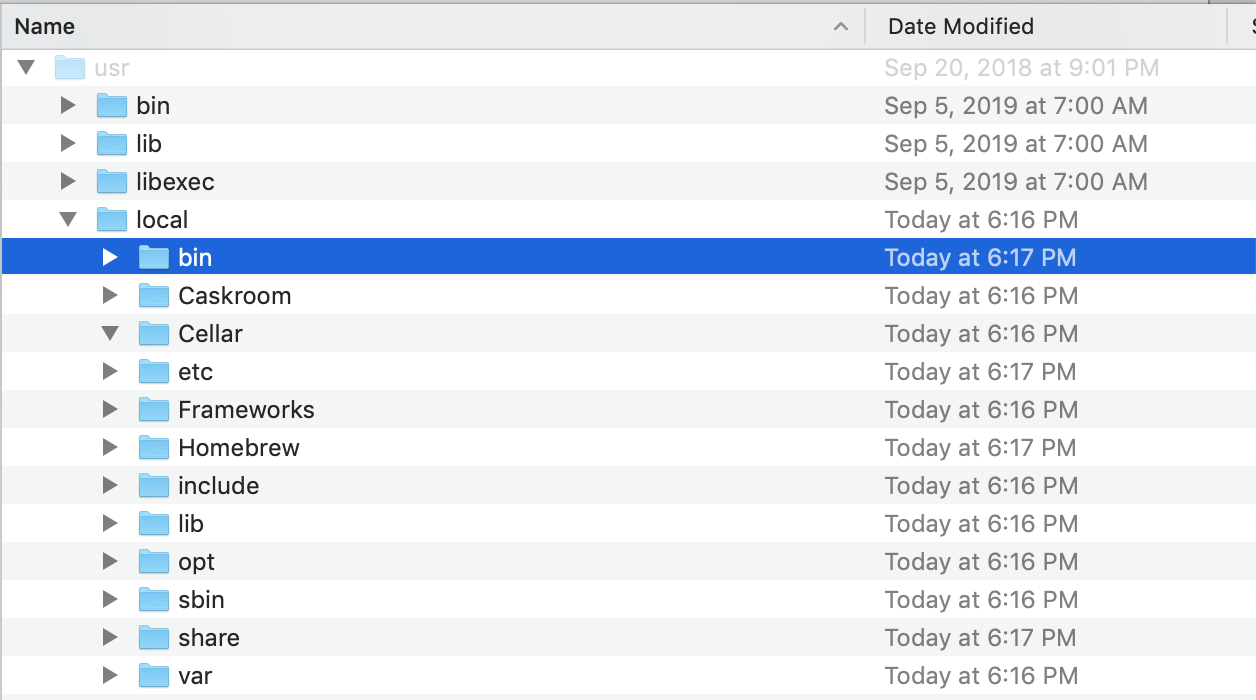 Name Date Modified
usr Sep 20, 2018 at 9:01 PM
bin Sep 5, 2019 at 7:00 AM
lib Sep 5, 2019 at 7:00 AM
libexec Sep 5, 2019 at 7:00 AM
local Today at 6:16 PM
bin Today at 6:17 PM
Caskroom Today at 6:16 PM
Cellar Today at 6:16 PM
etc Today at 6:17 PM
Frameworks Today at 6:16 PM
Homebrew Today at 6:17 PM
include Today at 6:16 PM
lib Today at 6:16 PM
opt Today at 6:16 PM
sbin Today at 6:16 PM
share Today at 6:17 PM
var Today at 6:16 PM